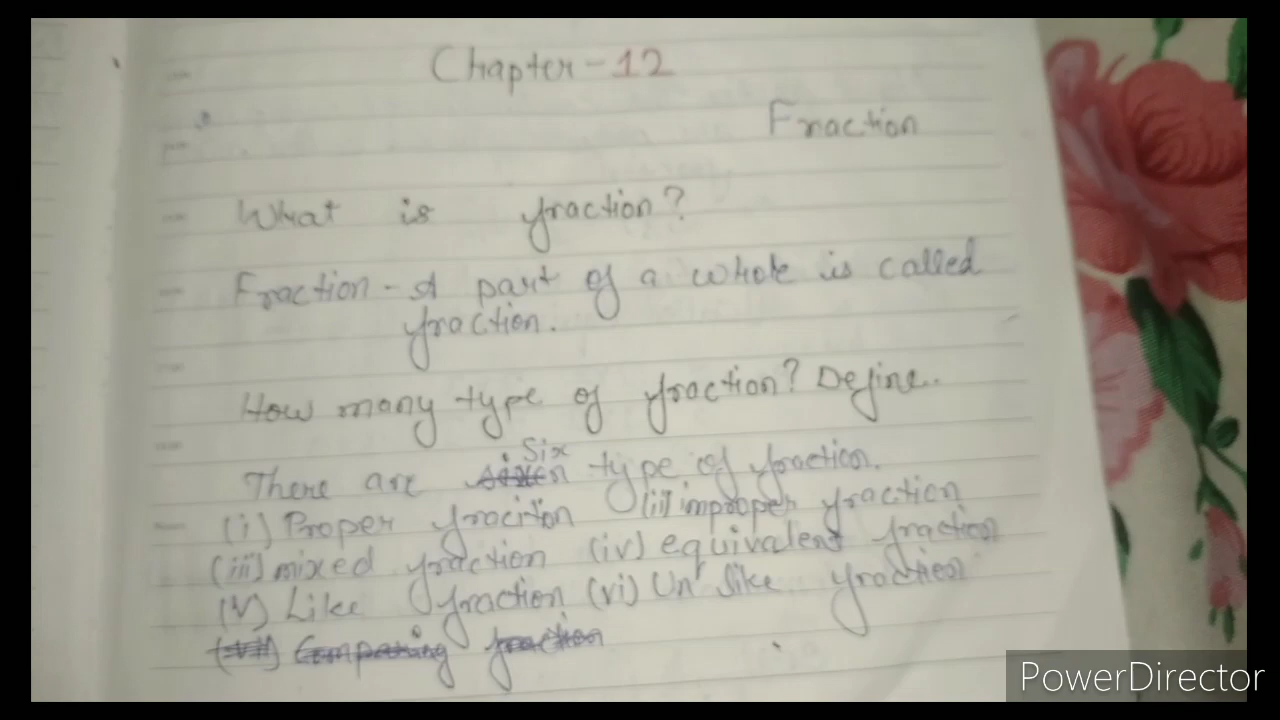 Chapter-12
Fraction
What is fraction?
Fraction - A part of a whole is called
fraction.
How many type of fraction? Define.
Six
There are type of fraction.
(i) Proper fraction (ii) improper fraction
(iii) mixed fraction (iv) equivalent fraction
(v) Like fraction (vi) Un like fraction
(vii) Comparing fraction
PowerDirector